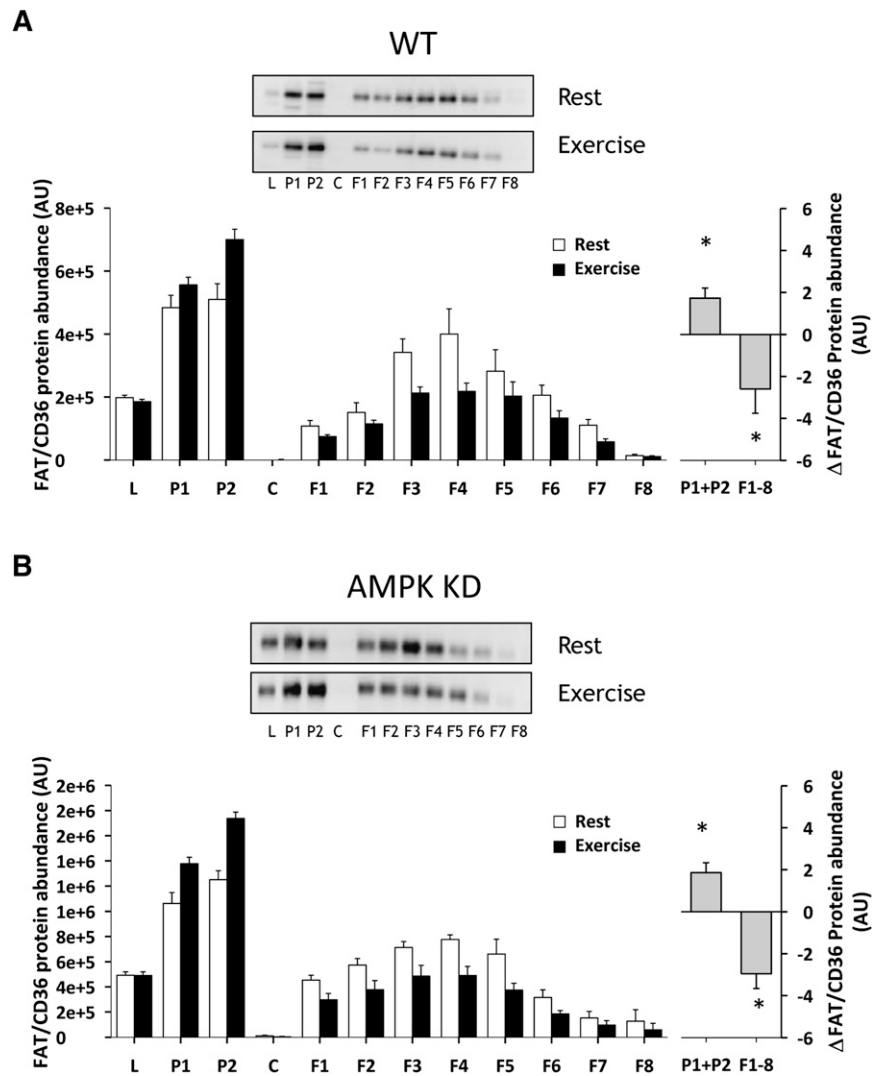 A
WT
Rest
Exercise
L P1 P2 C F1 F2 F3 F4 F5 F6 F7 F8
FAT/CD36 protein abundance (AU)
8e+5
6e+5
4e+5
2e+5
0
Rest
Exercise
*
*
6
4
2
0
-2
-4
-6
Δ FAT/CD36 Protein abundance
(AU)
L P1 P2 C F1 F2 F3 F4 F5 F6 F7 F8 P1+P2 F1-8
B
AMPK KD
Rest
Exercise
L P1 P2 C F1 F2 F3 F4 F5 F6 F7 F8
FAT/CD36 protein abundance (AU)
2e+6
2e+6
2e+6
1e+6
1e+6
1e+6
8e+5
6e+5
4e+5
2e+5
0
Rest
Exercise
*
*
6
4
2
0
-2
-4
-6
Δ FAT/CD36 Protein abundance
(AU)
L P1 P2 C F1 F2 F3 F4 F5 F6 F7 F8 P1+P2 F1-8